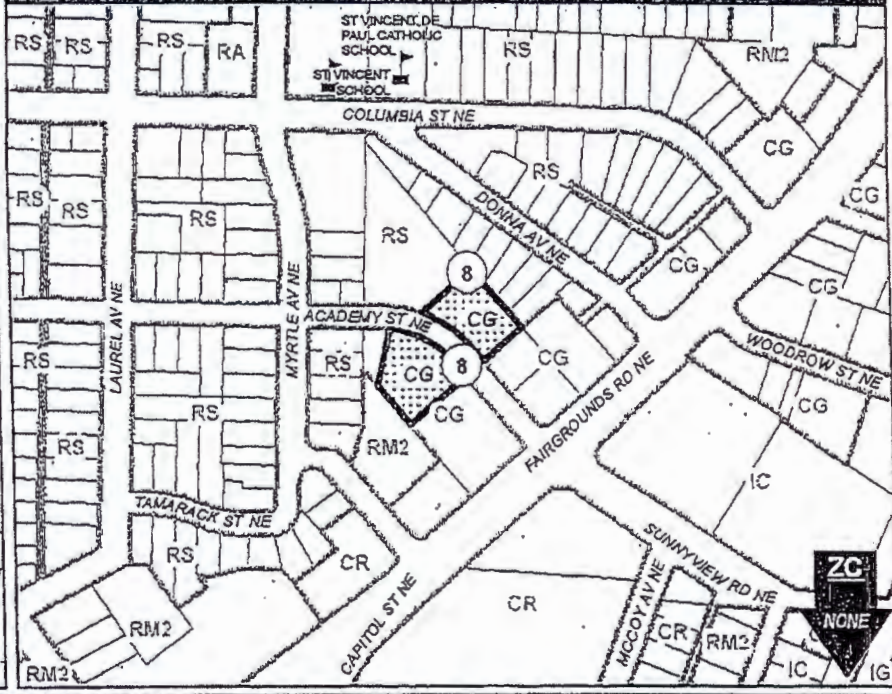 ST VINCENT DE
PAUL CATHOLIC
SCHOOL
RS
RS
RS
RA
RS
RM2
ST VINCENT
SCHOOL
COLUMBIA ST NE
CG
RS
RS
RS
RS
DONNA AV NE
CG
RS
CG
8
CG
LAUREL AV NE
MYRTLE AV NE
ACADEMY ST NE
CG
WOODROW ST NE
RS
RS
8
CG
CG
CG
FAIRGROUNDS RD NE
CG
RS
RS
RM2
IC
TAMARACK ST NE
SUNNYVIEW RD NE
RS
CR
CAPITOL ST NE
CR
MCCOY AV NE
ZC
NONE
RM2
CR
RM2
RM2
IC